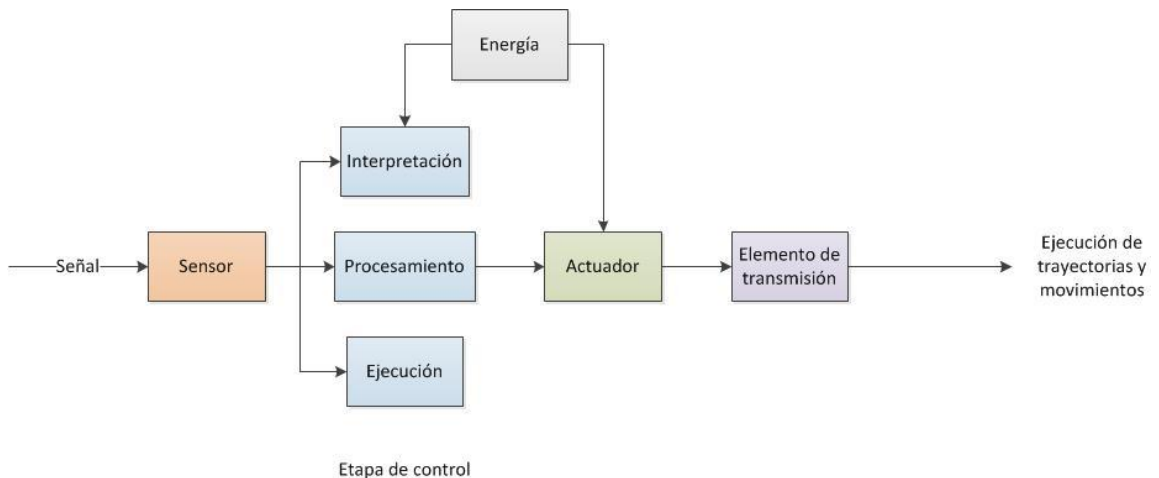 Energía
Interpretación
Señal
Sensor
Procesamiento
Actuador
Elemento de
transmisión
Ejecución de
trayectorias y
movimientos
Ejecución
Etapa de control